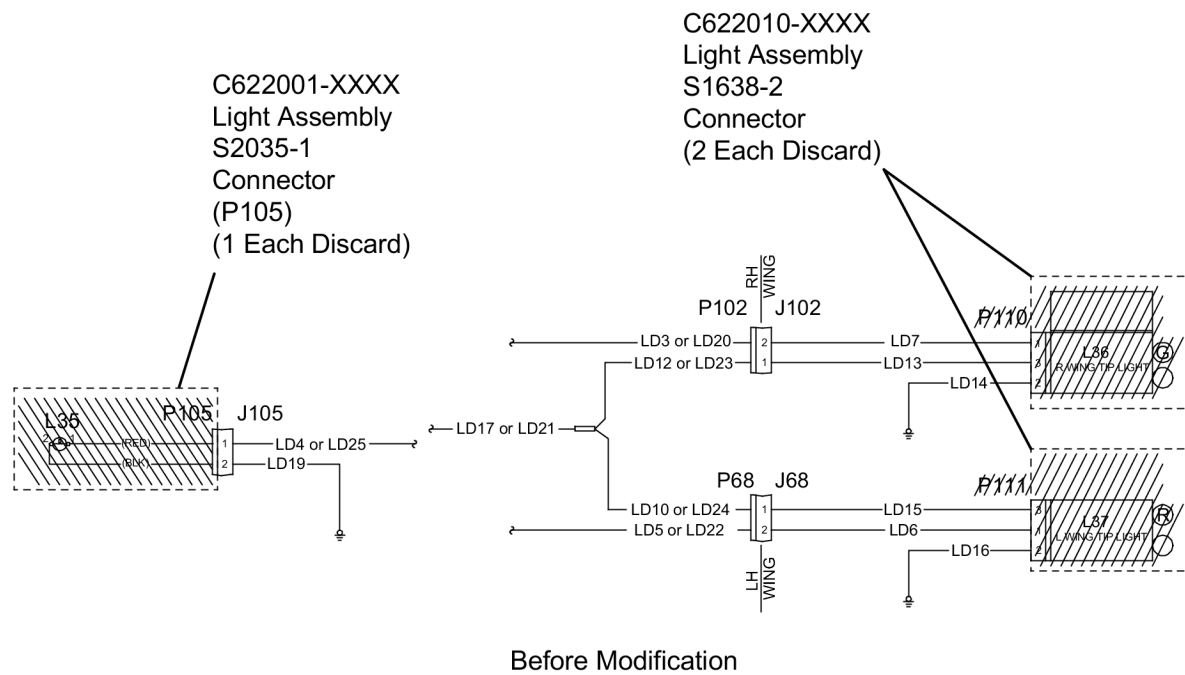 C622010-XXXX
Light Assembly
S1638-2
Connector
(2 Each Discard)
C622001-XXXX
Light Assembly
S2035-1
Connector
(P105)
(1 Each Discard)
RH
WING
P102 J102
P110
LD3 or LD20 2 LD7 1
LD12 or LD23 1 LD13 3
LD14 2
L36
R WING TIP LIGHT
G
P105 J105
L35
2 1 (RED) 1 LD4 or LD25
(BLK) 2 LD19
LD17 or LD21
P68 J68
P111
LD10 or LD24 1 LD15 3
LD5 or LD22 2 LD6 1
LD16 2
L37
L WING TIP LIGHT
R
LH
WING
Before Modification